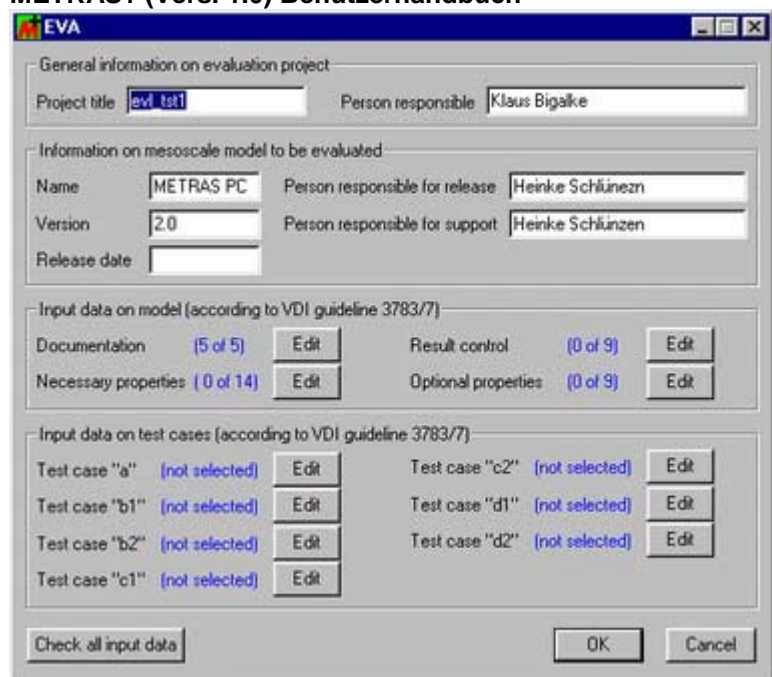 METRAS+ (Vers. Benutzerhandbuch
EVA
General information on evaluation project
Project title evl_tst1 Person responsible Klaus Bigalke
Information on mesoscale model to be evaluated
Name METRAS PC Person responsible for release Heinke Schlünezn
Version 2.0 Person responsible for support Heinke Schlünzen
Release date
Input data on model (according to VDI guideline 3783/7)
Documentation (5 of 5) Edit Result control (0 of 9) Edit
Necessary properties ( 0 of 14) Edit Optional properties (0 of 9) Edit
Input data on test cases (according to VDI guideline 3783/7)
Test case "a" (not selected) Edit Test case "c2" (not selected) Edit
Test case "b1" (not selected) Edit Test case "d1" (not selected) Edit
Test case "b2" (not selected) Edit Test case "d2" (not selected) Edit
Test case "c1" (not selected) Edit
Check all input data OK Cancel